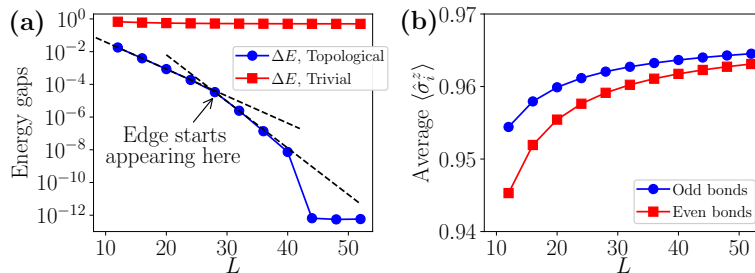 (a)
Energy gaps
10^0
10^{-2}
10^{-4}
10^{-6}
10^{-8}
10^{-10}
10^{-12}
ΔE, Topological
ΔE, Trivial
Edge starts
appearing here
10 20 30 40 50
L
(b)
Average ⟨σ̂_i^z⟩
0.97
0.96
0.95
0.94
Odd bonds
Even bonds
10 20 30 40 50
L